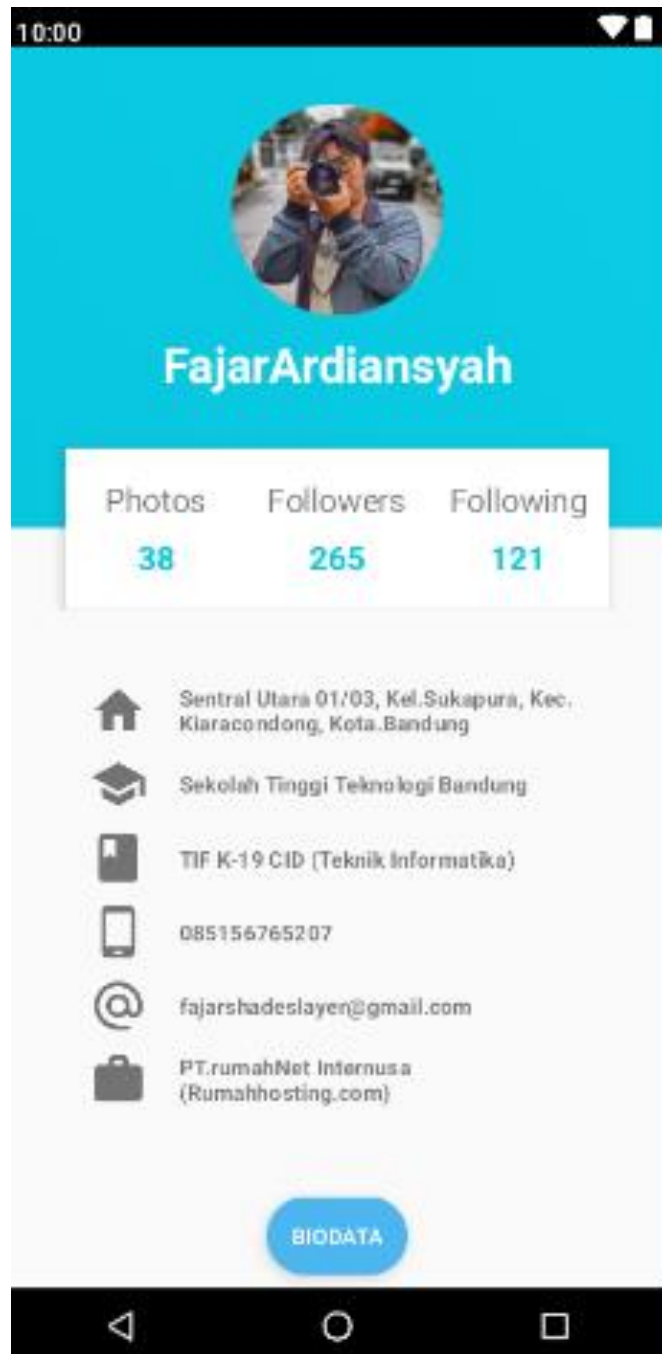 10:00
FajarArdiansyah
Photos Followers Following
38 265 121
Sentral Utara 01/03, Kel.Sukapura, Kec.
Kiaracondong, Kota.Bandung
Sekolah Tinggi Teknologi Bandung
TIF K-19 CID (Teknik Informatika)
085156765207
fajarshadeslayer@gmail.com
PT.rumahNet Internusa
(Rumahhosting.com)
BIODATA